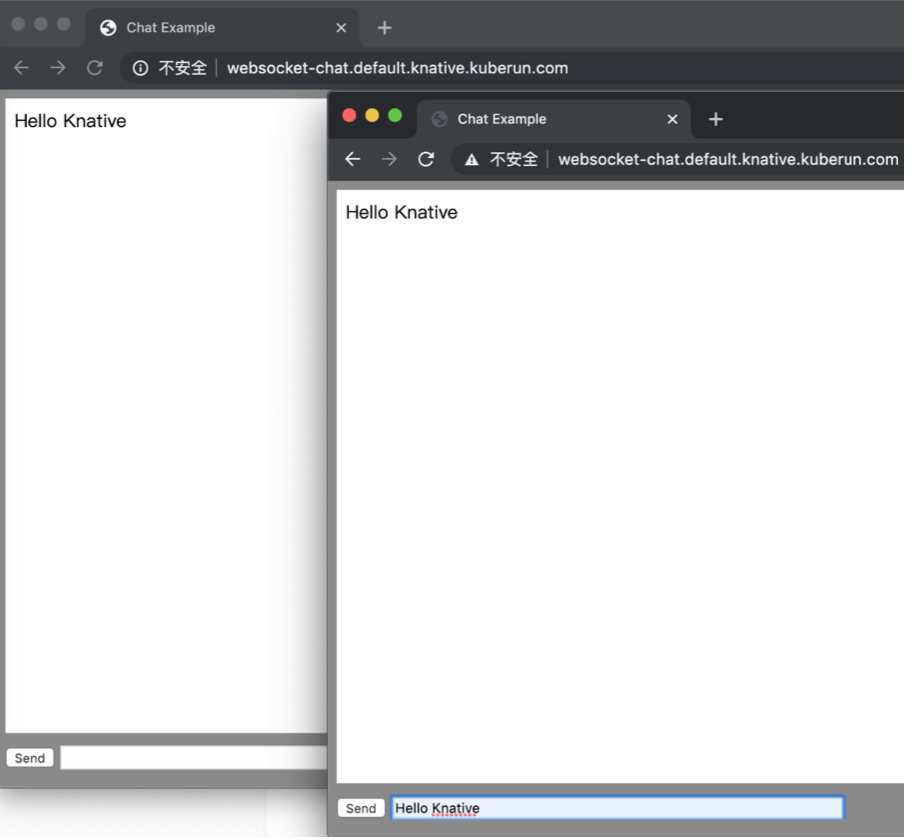 Chat Example
不安全 websocket-chat.default.knative.kuberun.com
Hello Knative
Send
Chat Example
不安全 websocket-chat.default.knative.kuberun.com
Hello Knative
Send Hello Knative